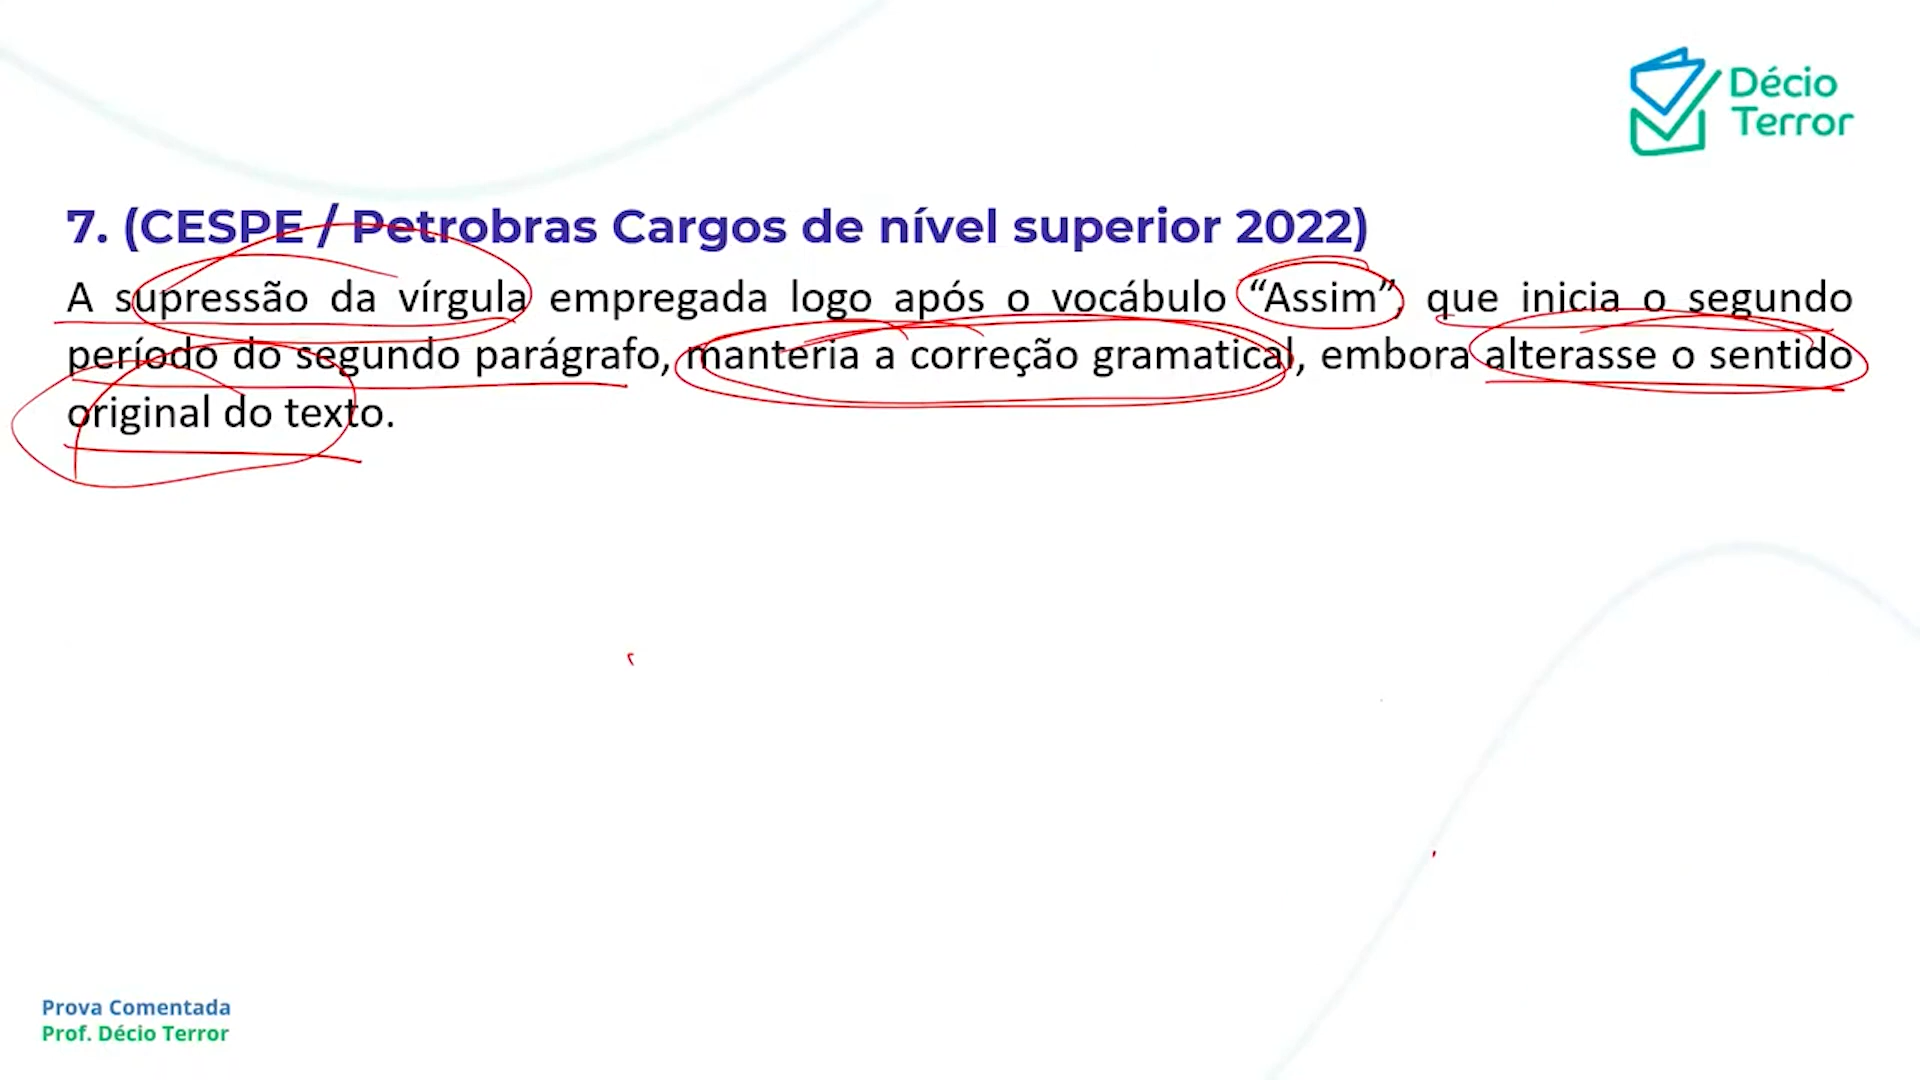 Décio
Terror
7. (CESPE / Petrobras Cargos de nível superior 2022)
A supressão da vírgula empregada logo após o vocábulo “Assim”, que inicia o segundo
período do segundo parágrafo, manteria a correção gramatical, embora alterasse o sentido
original do texto.
Prova Comentada
Prof. Décio Terror